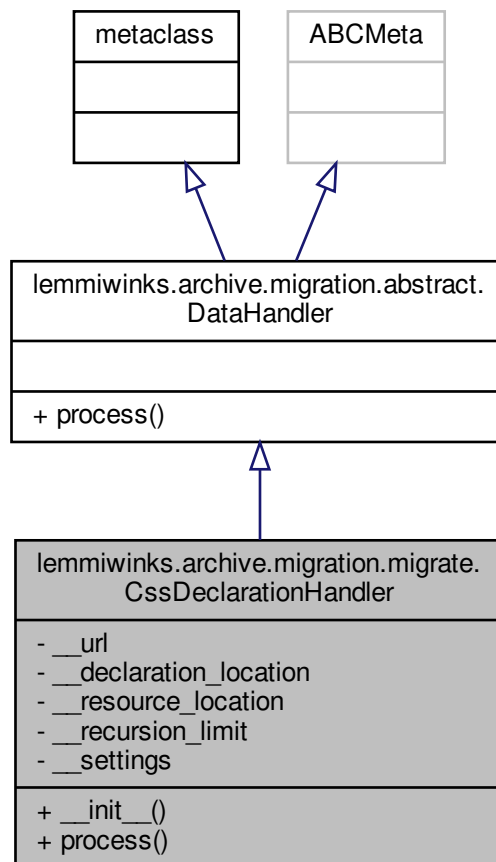 metaclass
ABCMeta
lemmiwinks.archive.migration.abstract.
DataHandler
+ process()
lemmiwinks.archive.migration.migrate.
CssDeclarationHandler
- __url
- __declaration_location
- __resource_location
- __recursion_limit
- __settings
+ __init__()
+ process()